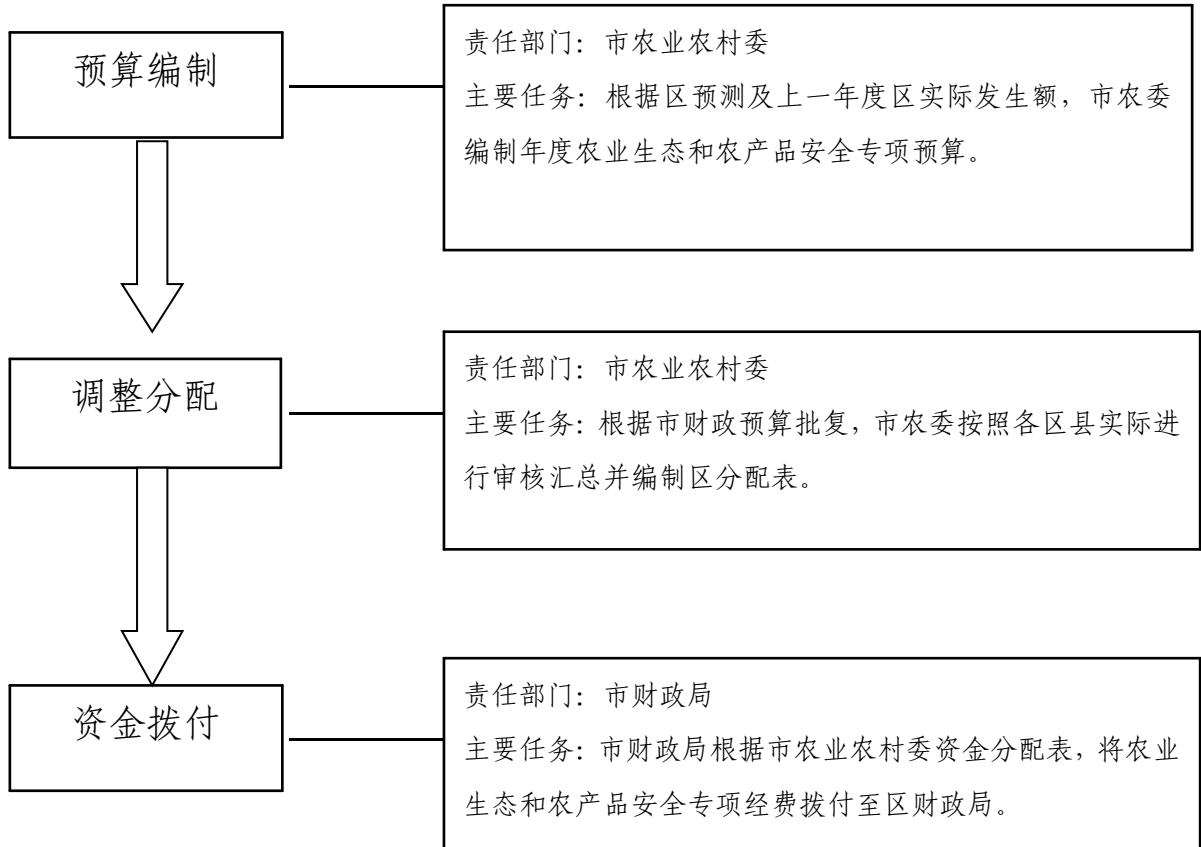 预算编制
责任部门：市农业农村委
主要任务：根据区预测及上一年度区实际发生额，市农委
编制年度农业生态和农产品安全专项预算。
调整分配
责任部门：市农业农村委
主要任务：根据市财政预算批复，市农委按照各区县实际进
行审核汇总并编制区分配表。
资金拨付
责任部门：市财政局
主要任务：市财政局根据市农业农村委资金分配表，将农业
生态和农产品安全专项经费拨付至区财政局。